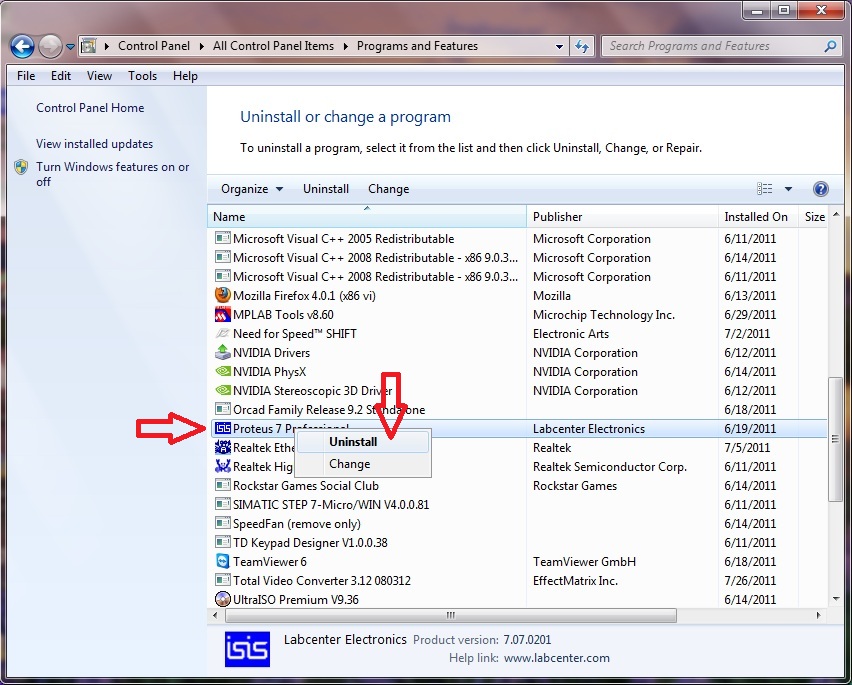 Control Panel ▸ All Control Panel Items ▸ Programs and Features
Search Programs and Features
File Edit View Tools Help
Control Panel Home
View installed updates
Turn Windows features on or
off
Uninstall or change a program
To uninstall a program, select it from the list and then click Uninstall, Change, or Repair.
Organize Uninstall Change
Name Publisher Installed On Size
Microsoft Visual C++ 2005 Redistributable Microsoft Corporation 6/11/2011
Microsoft Visual C++ 2008 Redistributable - x86 9.0.3... Microsoft Corporation 6/14/2011
Microsoft Visual C++ 2008 Redistributable - x86 9.0.3... Microsoft Corporation 6/11/2011
Mozilla Firefox 4.0.1 (x86 vi) Mozilla 6/13/2011
MPLAB Tools v8.60 Microchip Technology Inc. 6/29/2011
Need for Speed™ SHIFT Electronic Arts 7/2/2011
NVIDIA Drivers NVIDIA Corporation 6/12/2011
NVIDIA PhysX NVIDIA Corporation 6/14/2011
NVIDIA Stereoscopic 3D Driver NVIDIA Corporation 6/12/2011
Orcad Family Release 9.2 Standalone 6/18/2011
Proteus 7 Professional Labcenter Electronics 6/19/2011
Uninstall
Change
Realtek Ethe Realtek 7/5/2011
Realtek Hig Realtek Semiconductor Corp. 6/11/2011
Rockstar Games Social Club Rockstar Games 6/14/2011
SIMATIC STEP 7-Micro/WIN V4.0.0.81 6/11/2011
SpeedFan (remove only) 6/14/2011
TD Keypad Designer V1.0.0.38 6/11/2011
TeamViewer 6 TeamViewer GmbH 6/18/2011
Total Video Converter 3.12 080312 EffectMatrix Inc. 7/26/2011
UltraISO Premium V9.36 6/14/2011
isis
Labcenter Electronics Product version: 7.07.0201
Help link: www.labcenter.com